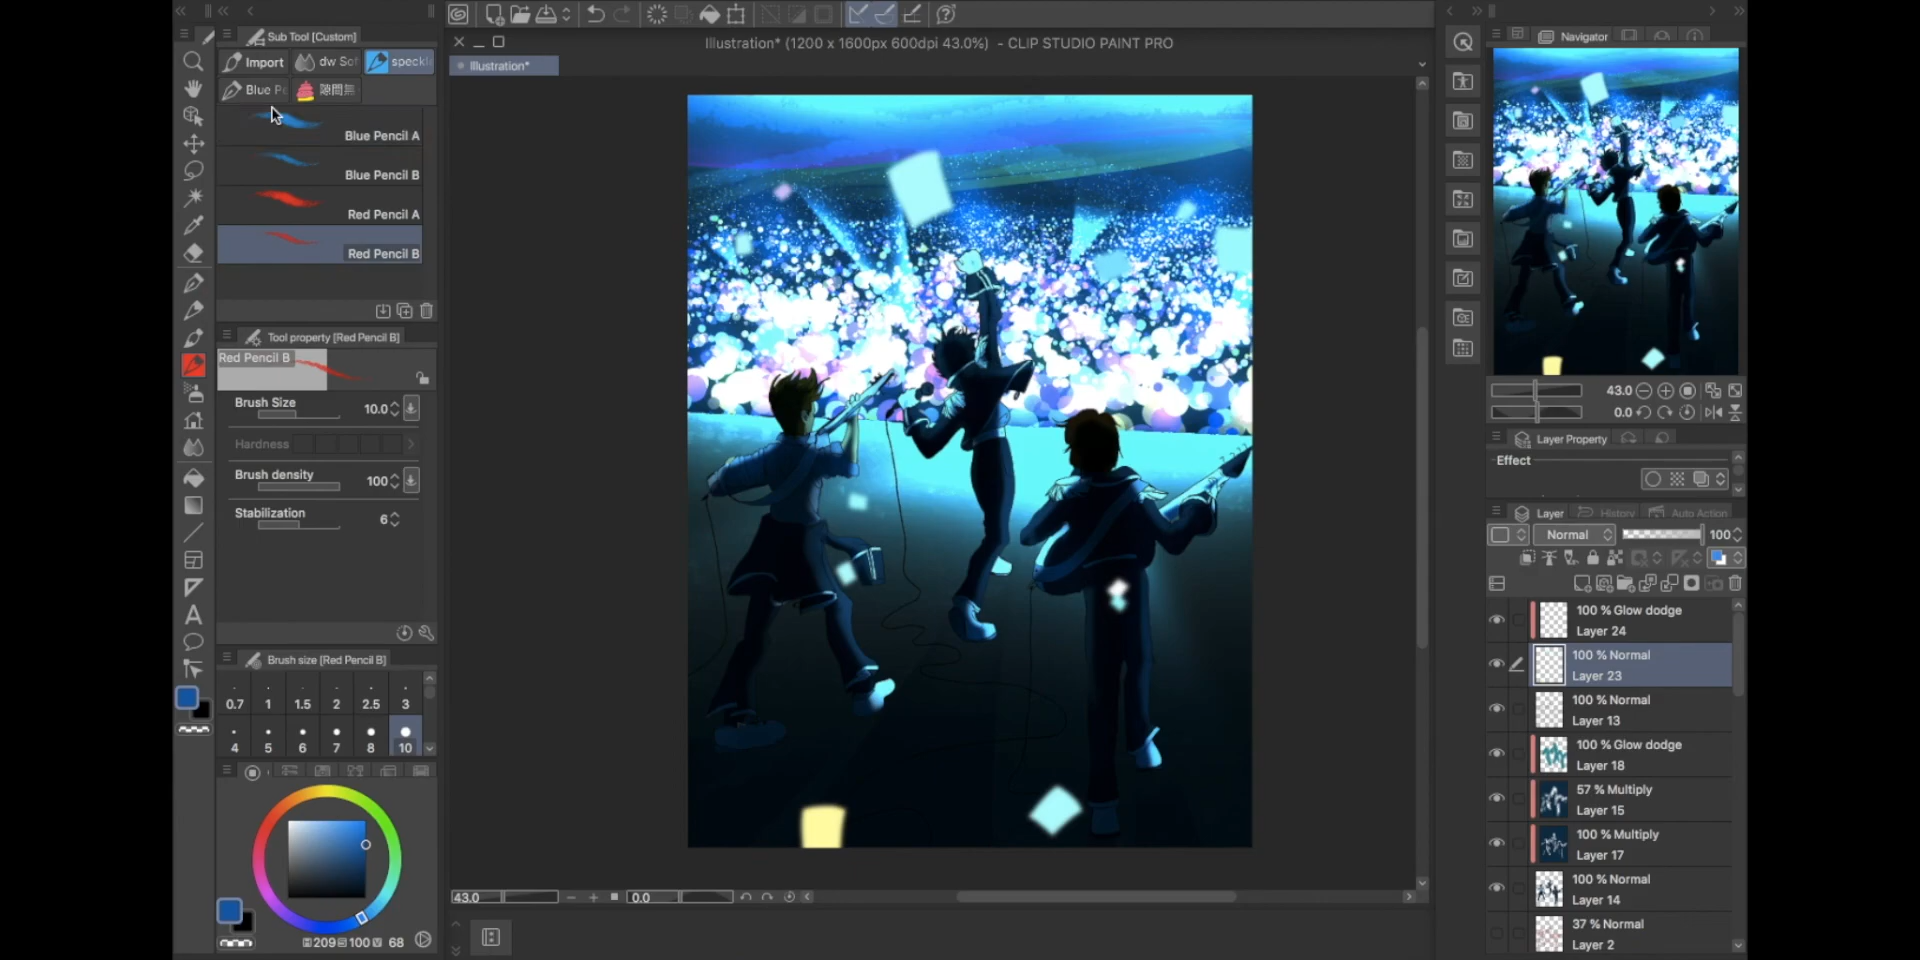 Sub Tool [Custom]
Import
dw Sof
speckl
Blue Pe
隙間無
Blue Pencil A
Blue Pencil B
Red Pencil A
Red Pencil B
Tool property [Red Pencil B]
Red Pencil B
Brush Size
10.0
Hardness
Brush density
100
Stabilization
6
Brush size [Red Pencil B]
0.7 1 1.5 2 2.5 3
4 5 6 7 8 10
209 100 68
Illustration* (1200 x 1600px 600dpi 43.0%) - CLIP STUDIO PAINT PRO
Illustration*
43.0
0.0
Navigator
43.0
0.0
Layer Property
Effect
Layer
History
Auto Action
Normal
100
100 % Glow dodge
Layer 24
100 % Normal
Layer 23
100 % Normal
Layer 13
100 % Glow dodge
Layer 18
57 % Multiply
Layer 15
100 % Multiply
Layer 17
100 % Normal
Layer 14
37 % Normal
Layer 2